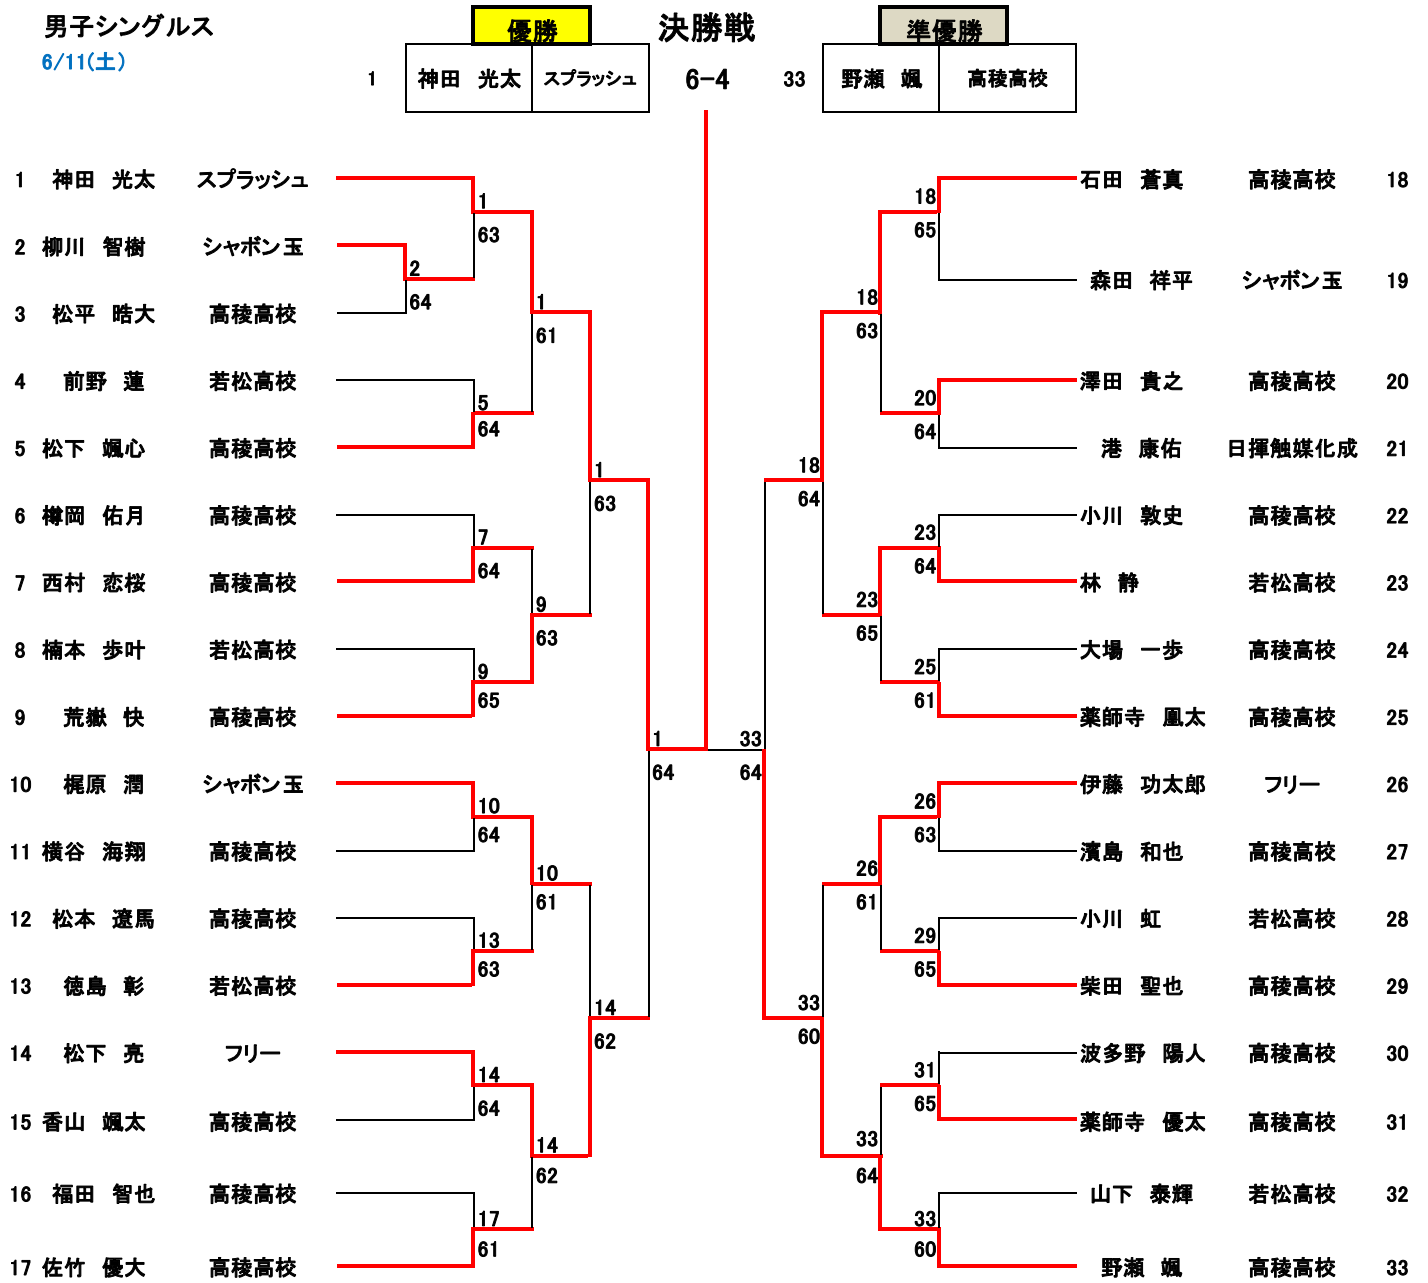 男子シングルス 優勝 決勝戦 準優勝
6/11(土)
1 神田 光太 スプラッシュ 6-4 33 野瀬 颯 高稜高校
1 神田 光太 スプラッシュ 石田 蒼真 高稜高校 18
1 18
63 65
2 柳川 智樹 シャボン玉
2 森田 祥平 シャボン玉 19
64 1 18
3 松平 晧大 高稜高校
61 63
4 前野 蓮 若松高校 澤田 貴之 高稜高校 20
5 20
64 64
5 松下 颯心 高稜高校 港 康佑 日揮触媒化成 21
1 18
63 64
6 樽岡 佑月 高稜高校 小川 敦史 高稜高校 22
7 23
64 64
7 西村 恋桜 高稜高校 林 静 若松高校 23
9 23
63 65
8 楠本 歩叶 若松高校 大場 一歩 高稜高校 24
9 25
65 61
9 荒嶽 快 高稜高校 薬師寺 凰太 高稜高校 25
1 33
64 64
10 梶原 潤 シャボン玉 伊藤 功太郎 フリー 26
10 26
64 63
11 横谷 海翔 高稜高校 濱島 和也 高稜高校 27
10 26
61 61
12 松本 遼馬 高稜高校 小川 虹 若松高校 28
13 29
63 65
13 徳島 彰 若松高校 柴田 聖也 高稜高校 29
14 33
62 60
14 松下 亮 フリー 波多野 陽人 高稜高校 30
14 31
64 65
15 香山 颯太 高稜高校 薬師寺 優太 高稜高校 31
14 33
62 64
16 福田 智也 高稜高校 山下 泰輝 若松高校 32
17 33
61 60
17 佐竹 優大 高稜高校 野瀬 颯 高稜高校 33